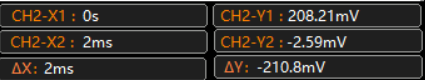 CH2-X1 : 0s CH2-Y1 : 208.21mV
CH2-X2 : 2ms CH2-Y2 : -2.59mV
ΔX: 2ms ΔY: -210.8mV